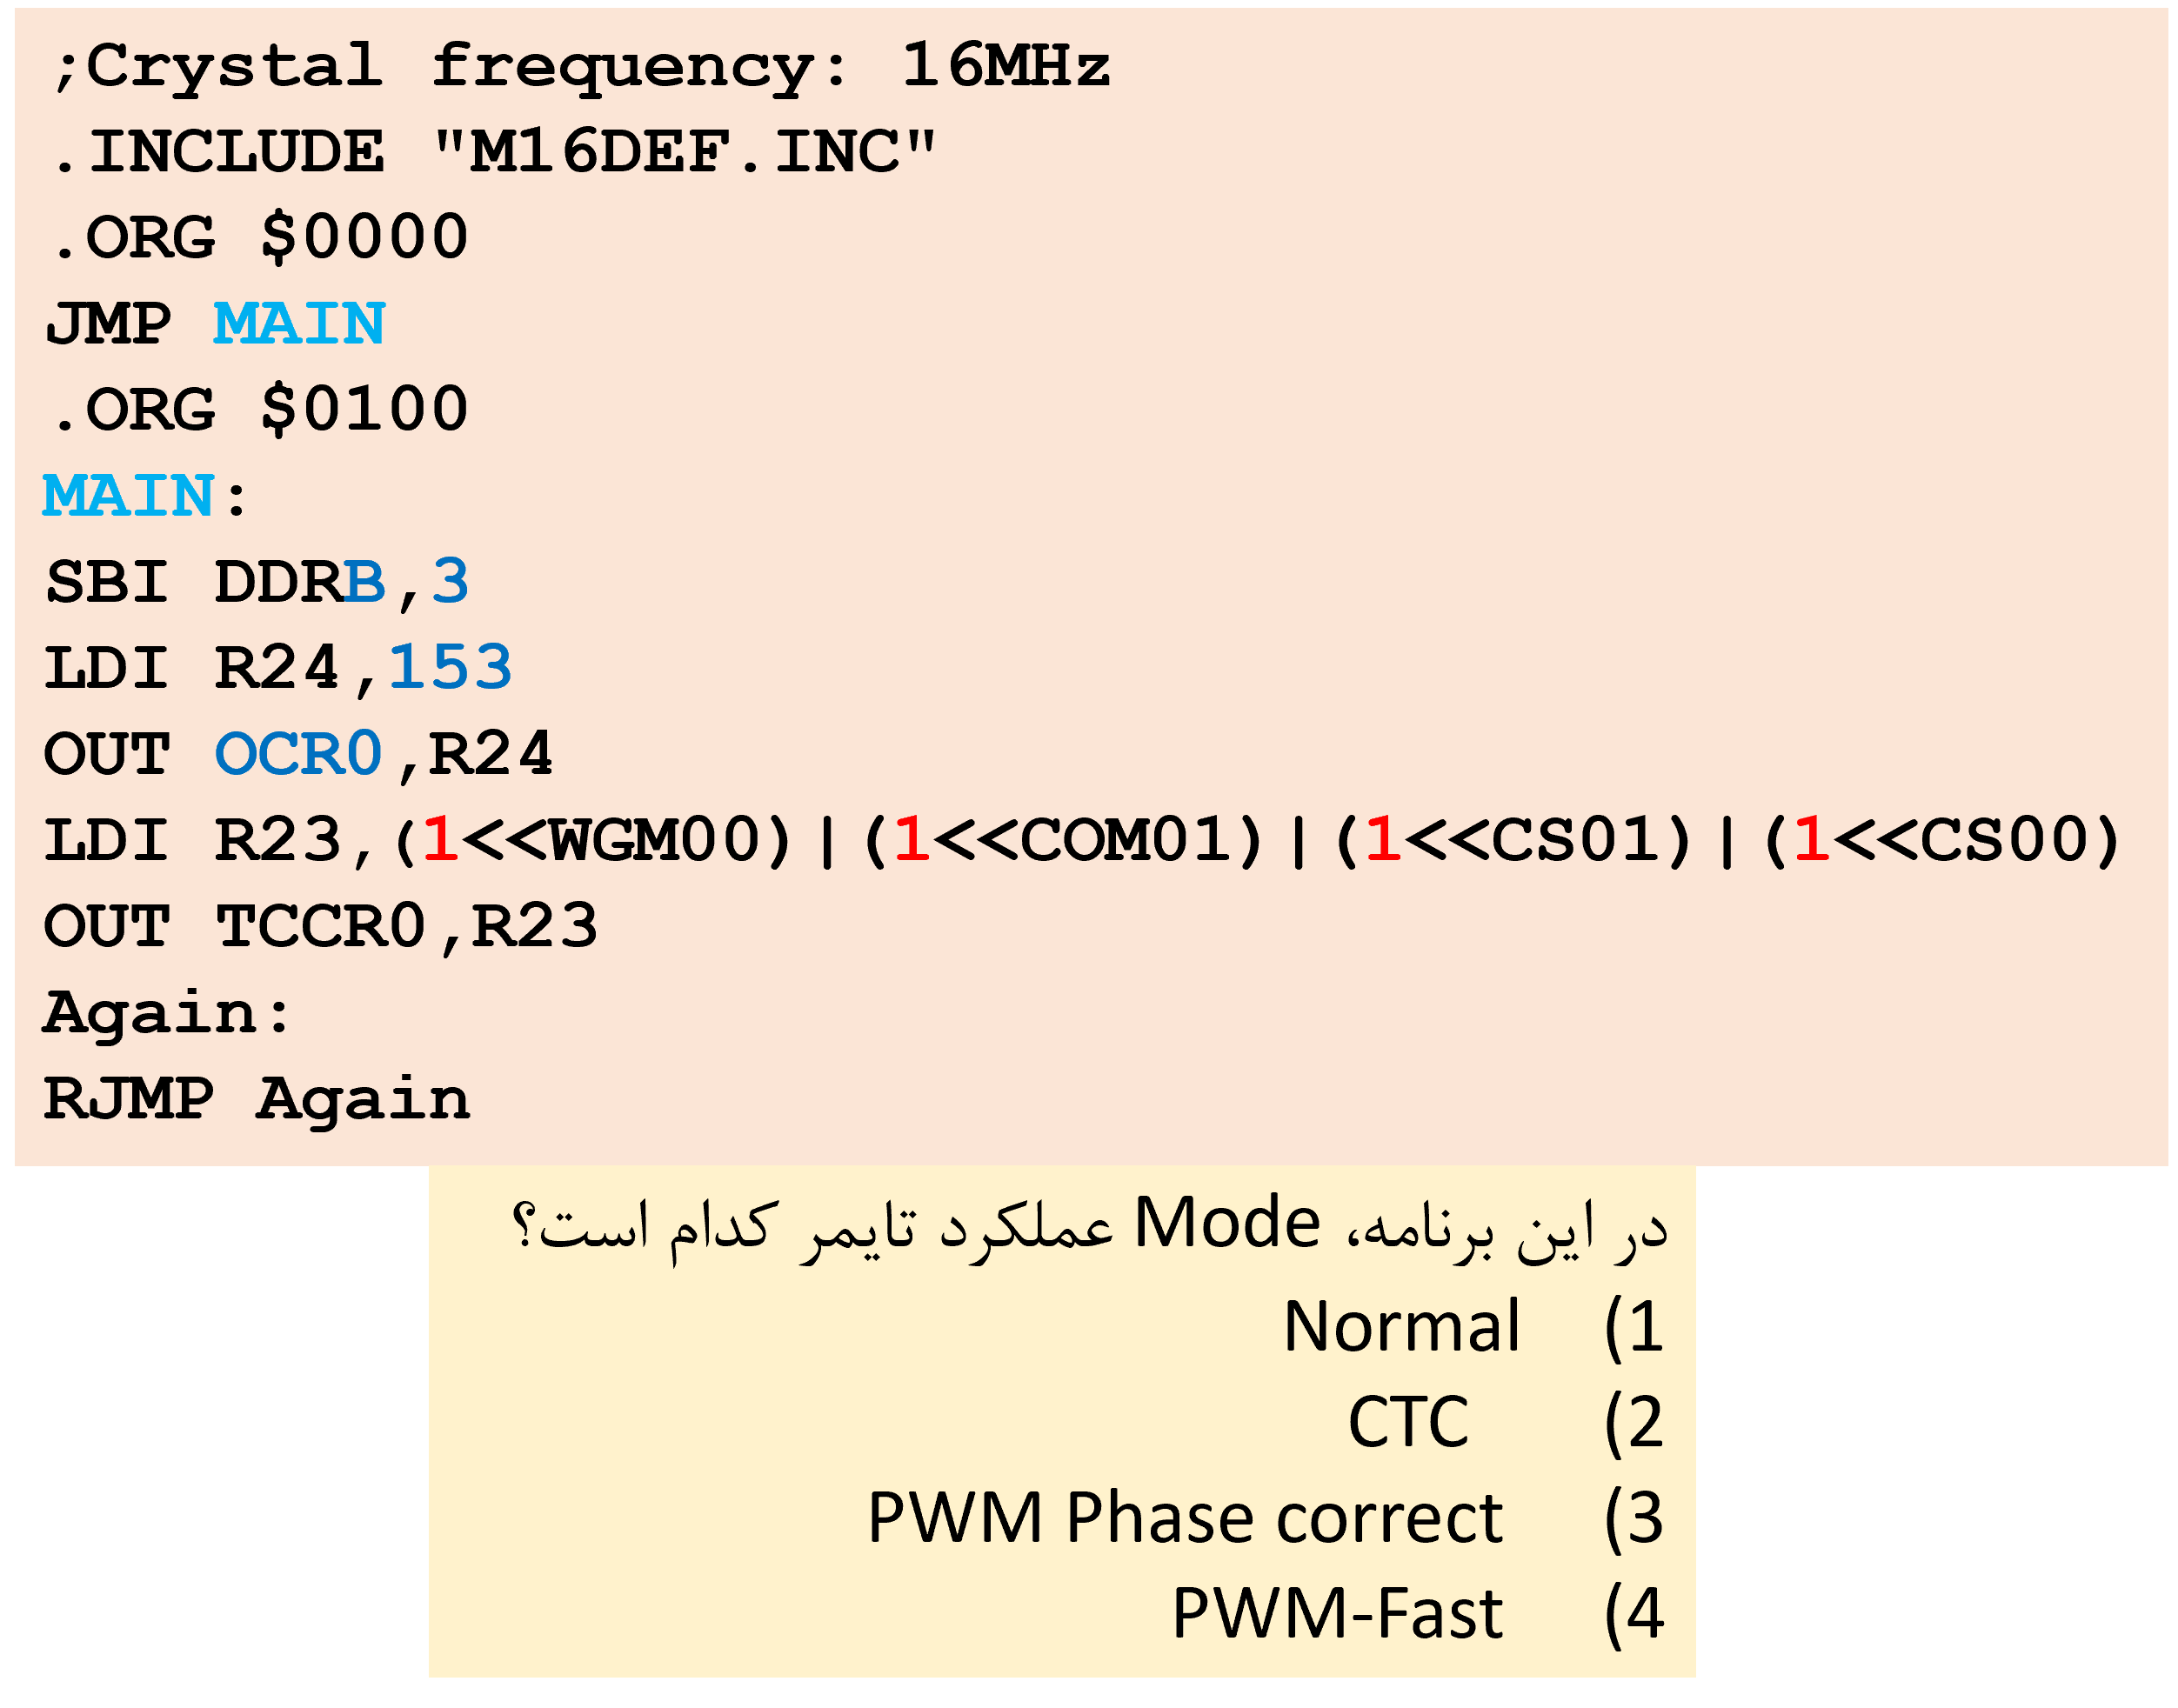 ;Crystal frequency: 16MHz
.INCLUDE "M16DEF.INC"
.ORG $0000
JMP MAIN
.ORG $0100
MAIN:
SBI DDRB,3
LDI R24,153
OUT OCR0,R24
LDI R23,(1<<WGM00)|(1<<COM01)|(1<<CS01)|(1<<CS00)
OUT TCCR0,R23
Again:
RJMP Again
در این برنامه، Mode عملکرد تایمر کدام است؟
1) Normal
2) CTC
3) PWM Phase correct
4) PWM-Fast